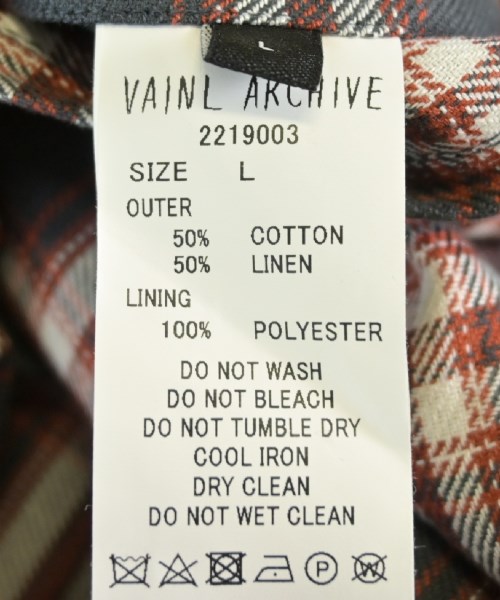 VAINL ARCHIVE
2219003
SIZE L
OUTER
50% COTTON
50% LINEN
LINING
100% POLYESTER
DO NOT WASH
DO NOT BLEACH
DO NOT TUMBLE DRY
COOL IRON
DRY CLEAN
DO NOT WET CLEAN
P W